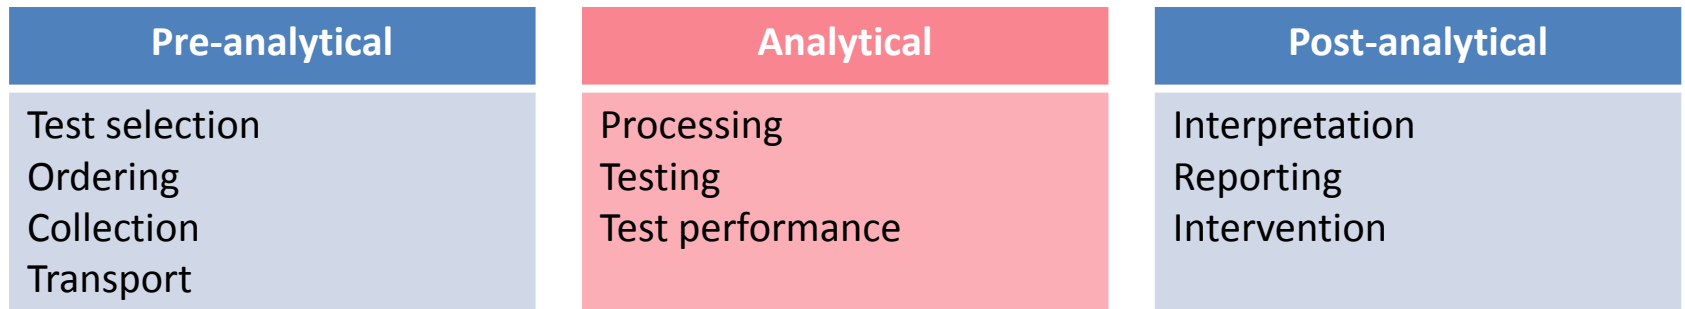 Pre-analytical
Test selection
Ordering
Collection
Transport
Analytical
Processing
Testing
Test performance
Post-analytical
Interpretation
Reporting
Intervention